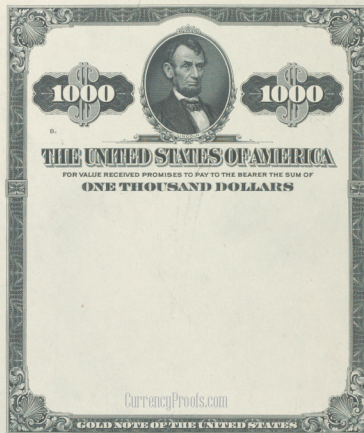 1000 1000
B.
THE UNITED STATES OF AMERICA
FOR VALUE RECEIVED PROMISES TO PAY TO THE BEARER THE SUM OF
ONE THOUSAND DOLLARS
CurrencyProofs.com
GOLD NOTE OF THE UNITED STATES